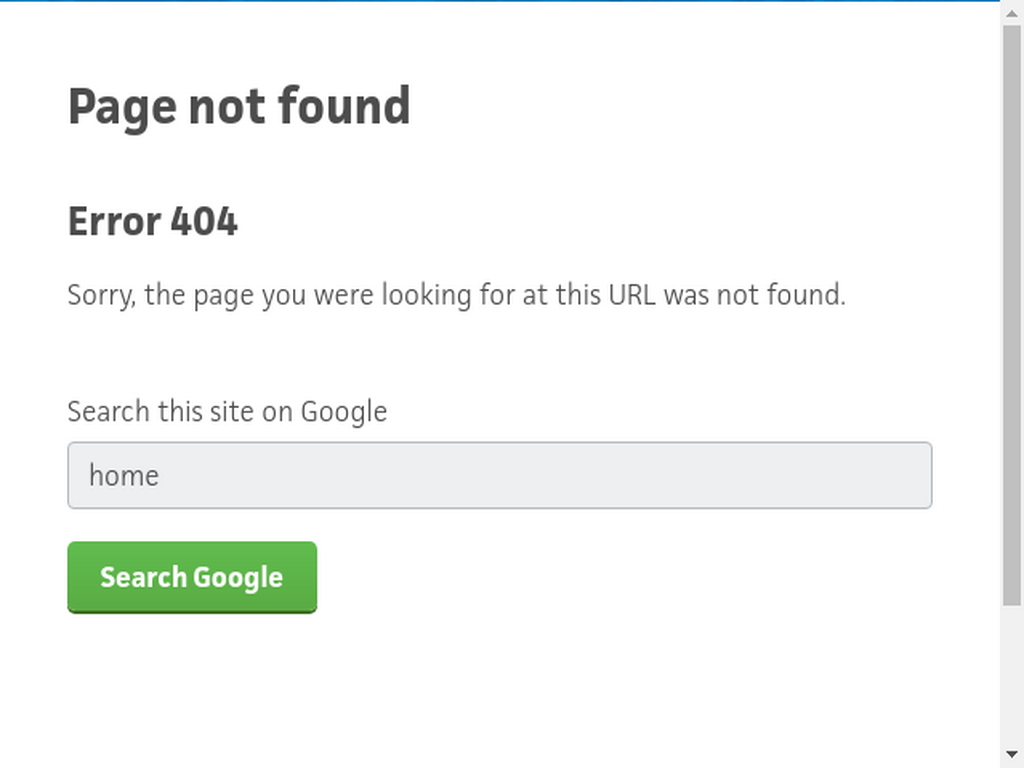 Page not found
Error 404
Sorry, the page you were looking for at this URL was not found.
Search this site on Google
home
Search Google